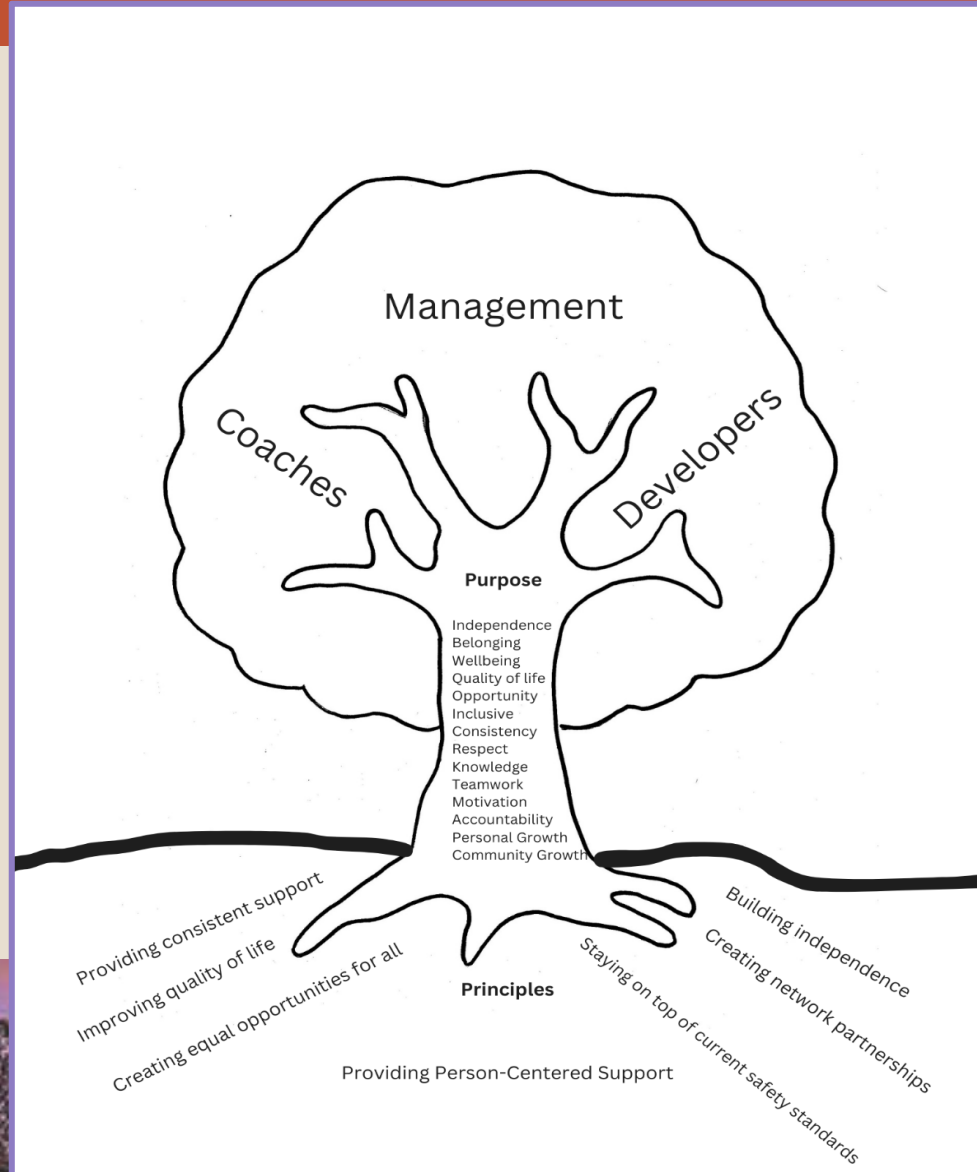 Management
Coaches
Developers
Purpose
Independence
Belonging
Wellbeing
Quality of life
Opportunity
Inclusive
Consistency
Respect
Knowledge
Teamwork
Motivation
Accountability
Personal Growth
Community Growth
Providing consistent support
Improving quality of life
Creating equal opportunities for all
Principles
Providing Person-Centered Support
Building independence
Creating network partnerships
Staying on top of current safety standards